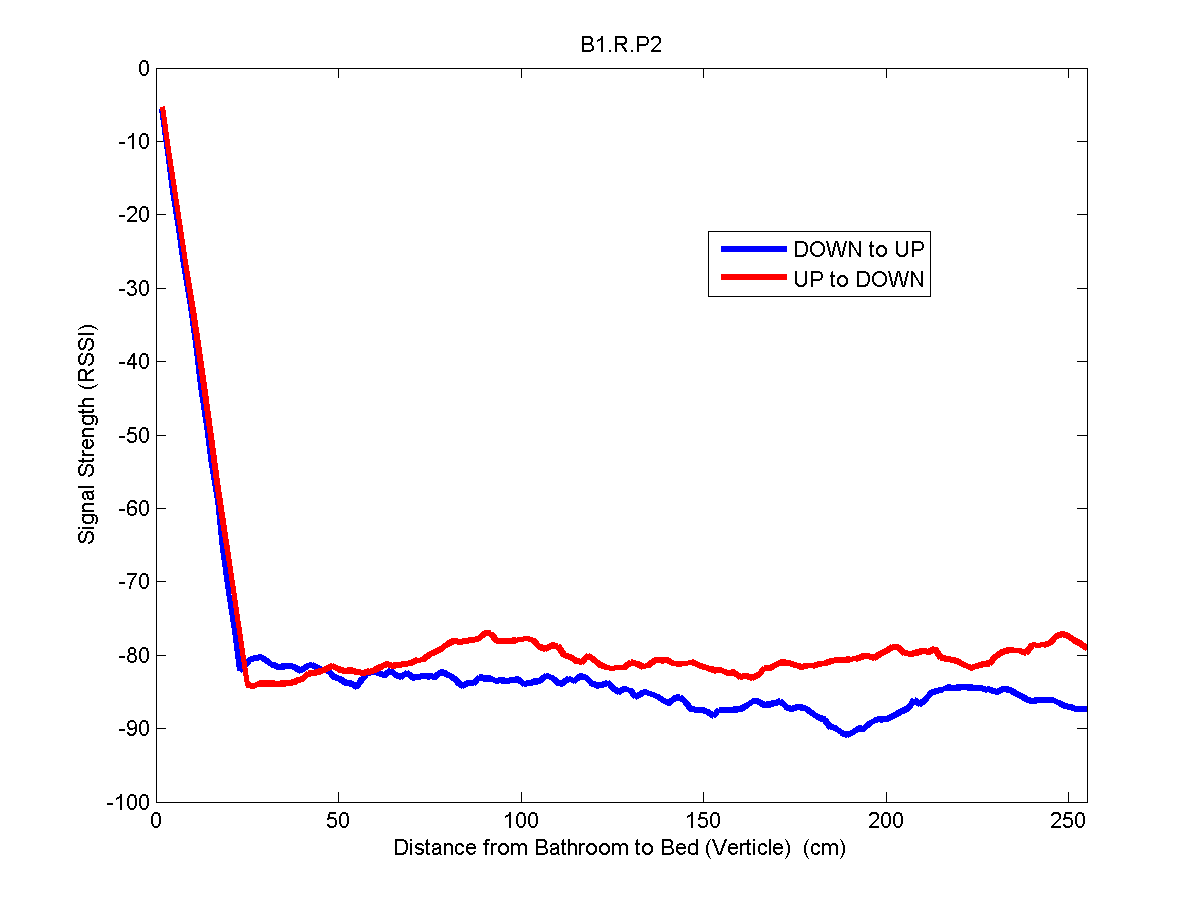 B1.R.P2
0
-10
-20
-30
-40
-50
-60
-70
-80
-90
-100
Signal Strength (RSSI)
DOWN to UP
UP to DOWN
0 50 100 150 200 250
Distance from Bathroom to Bed (Verticle) (cm)